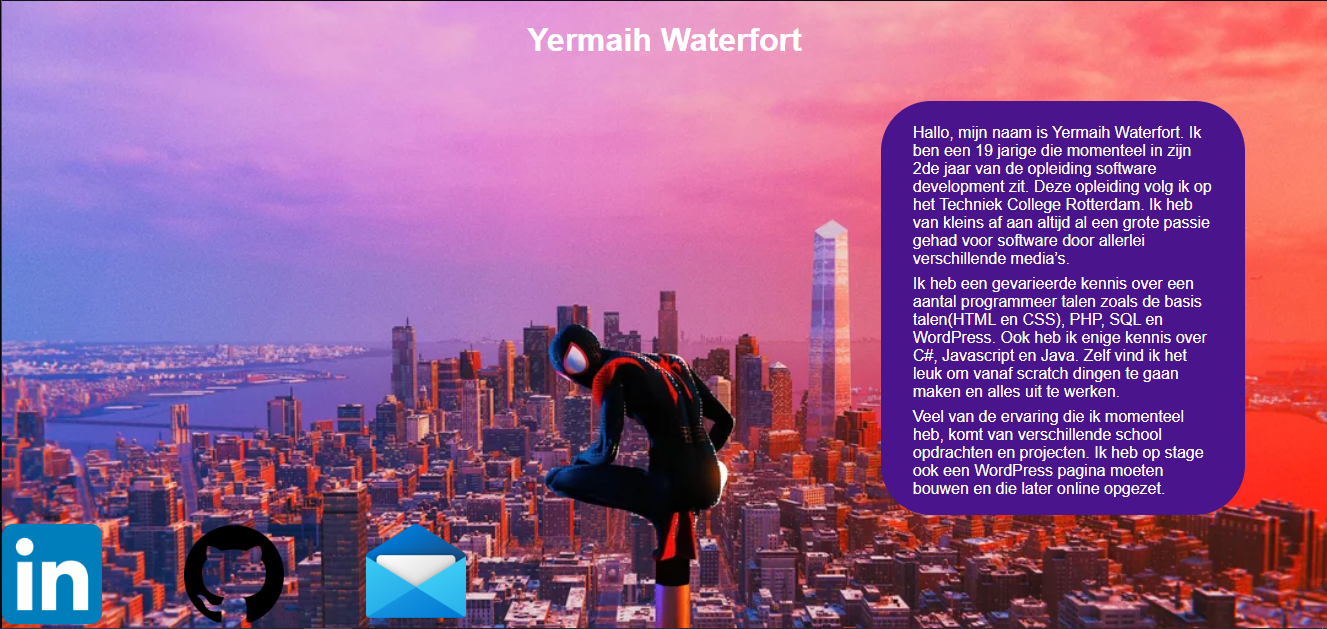 Yermaih Waterfort
Hallo, mijn naam is Yermaih Waterfort. Ik
ben een 19 jarige die momenteel in zijn
2de jaar van de opleiding software
development zit. Deze opleiding volg ik op
het Techniek College Rotterdam. Ik heb
van kleins af aan altijd al een grote passie
gehad voor software door allerlei
verschillende media's.
Ik heb een gevarieerde kennis over een
aantal programmeer talen zoals de basis
talen(HTML en CSS), PHP, SQL en
WordPress. Ook heb ik enige kennis over
C#, Javascript en Java. Zelf vind ik het
leuk om vanaf scratch dingen te gaan
maken en alles uit te werken.
Veel van de ervaring die ik momenteel
heb, komt van verschillende school
opdrachten en projecten. Ik heb op stage
ook een WordPress pagina moeten
bouwen en die later online opgezet.
in